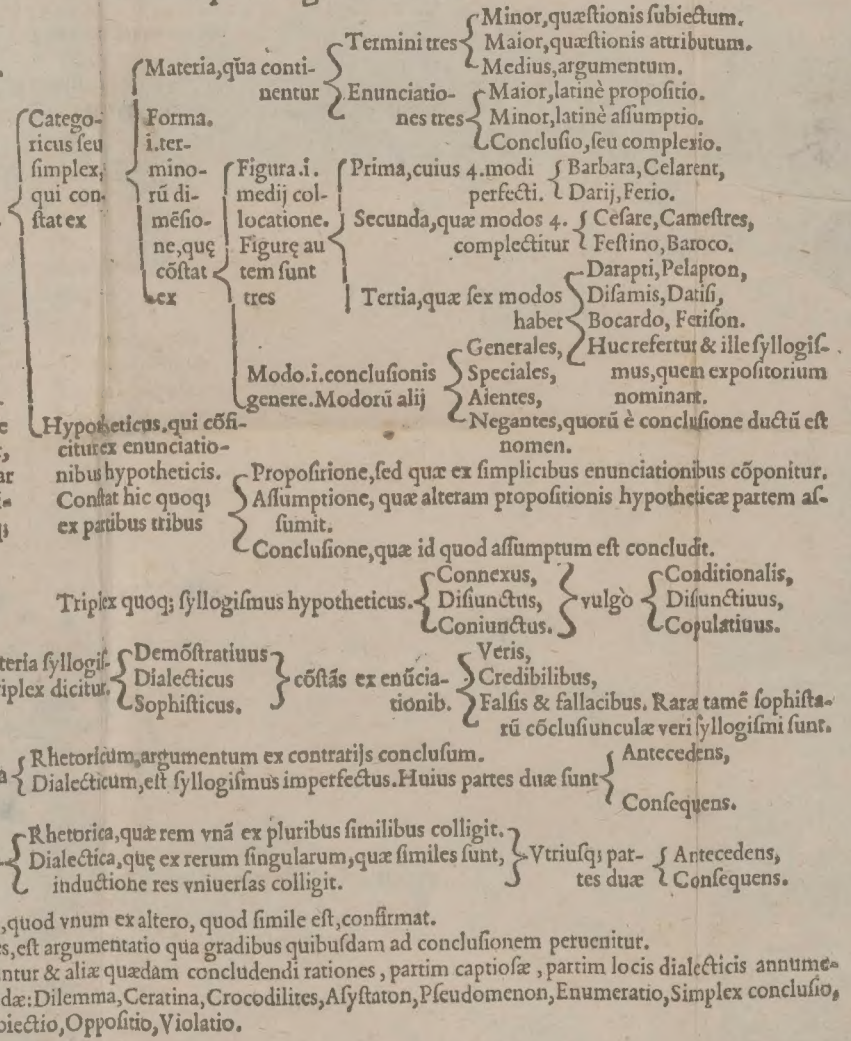 Minor,quæſtionis ſubiectum.
Termini tres Maior,quæſtionis attributum.
Materia,qūa conti- Medius,argumentum.
nentur Enunciatio- Maior,latinè propoſitio.
Catego- Forma. nes tres Minor,latinè aſſumptio.
ricus ſeu i.ter- Concluſio,ſeu complexio.
ſimplex, mino- Figura.i. Prima,cuius 4.modi Barbara,Celarent,
qui con- rū di- medij col- perfecti. Darij,Ferio.
ſtat ex mēſio- locatione. Secunda,quæ modos 4. Ceſare,Cameſtres,
ne,quę Figurę au complectitur Feſtino,Baroco.
cōſtat tem ſunt Darapti,Pelapton,
ex tres Tertia,quæ ſex modos Diſamis,Datiſi,
habet Bocardo, Feriſon.
Generales, Huc refertur & ille ſyllogiſ-
Modo.i.concluſionis Speciales, mus,quem expoſitorium
genere.Modorū alij Aientes, nominant.
Hypotheticus,qui cōfi- Negantes,quorū è concluſione ductū eſt
citur ex enunciatio- nomen.
nibus hypotheticis. Propoſitione,ſed quæ ex ſimplicibus enunciationibus cōponitur.
Conſtat hic quoqꝫ Aſſumptione, quæ alteram propoſitionis hypotheticæ partem aſ-
ex partibus tribus ſumit.
Concluſione,quæ id quod aſſumptum eſt concludit.
Connexus, Conditionalis,
Triplex quoqꝫ ſyllogiſmus hypotheticus. Diſiunctus, vulgò Diſiunctiuus,
Coniunctus. Copulatiuus.
teria ſyllogiſ- Demōſtratiuus Veris,
iplex dicitur. Dialecticus cōſtās ex enūcia- Credibilibus,
Sophiſticus. tionib. Falſis & fallacibus. Raræ tamē ſophiſta-
rū cōcluſiunculæ veri ſyllogiſmi ſunt.
Rhetoricum,argumentum ex contrarijs concluſum. Antecedens,
Dialecticum,eſt ſyllogiſmus imperfectus.Huius partes duæ ſunt
Conſequens.
Rhetorica,quæ rem vnā ex pluribus ſimilibus colligit.
Dialectica,quę ex rerum ſingularum,quæ ſimiles ſunt, Vtriuſqꝫ par- Antecedens,
inductione res vniuerſas colligit. tes duæ Conſequens.
,quod vnum ex altero, quod ſimile eſt,confirmat.
s,eſt argumentatio qua gradibus quibuſdam ad concluſionem peruenitur.
ntur & aliæ quædam concludendi rationes, partim captioſæ, partim locis dialecticis annume-
dæ:Dilemma,Ceratina,Crocodilites,Aſyſtaton,Pſeudomenon,Enumeratio,Simplex concluſio,
biectio,Oppoſitio,Violatio.